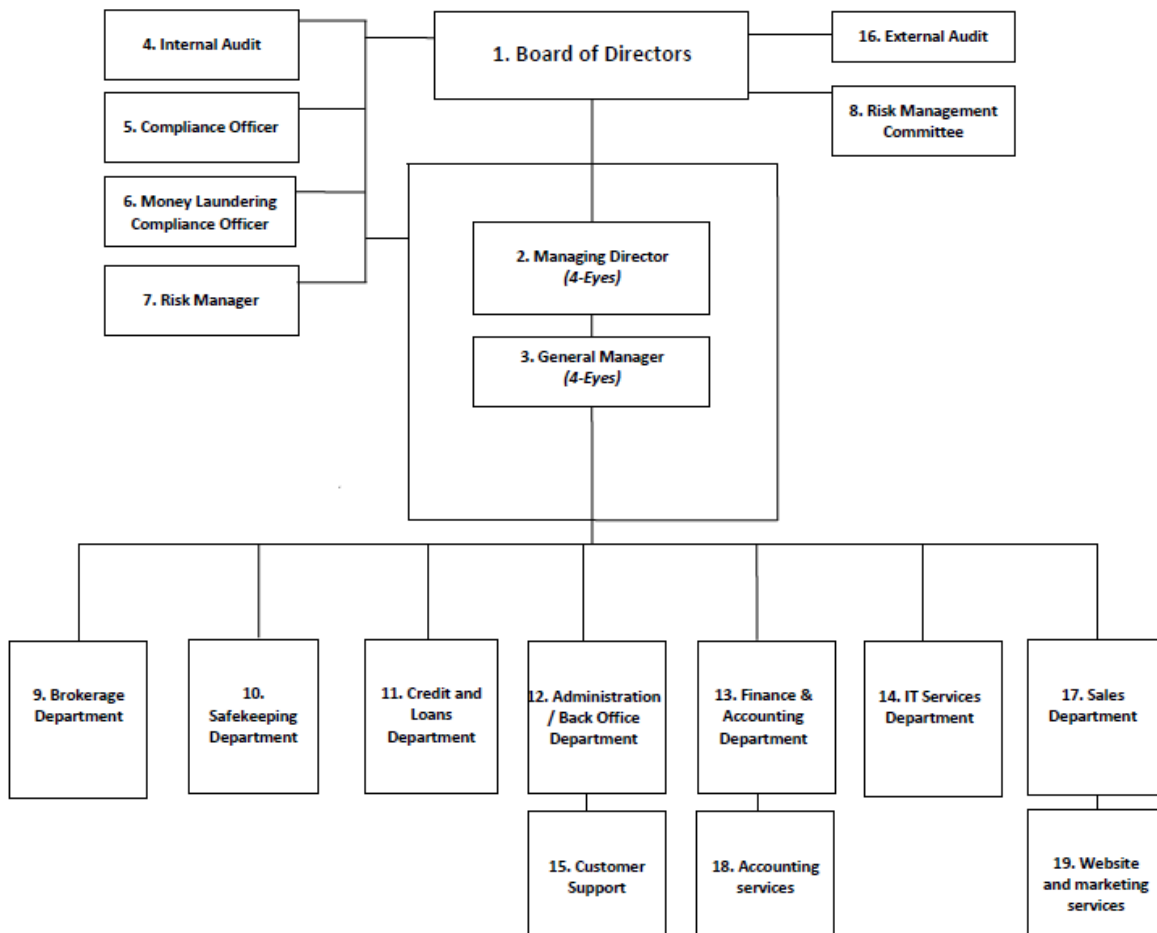 4. Internal Audit
1. Board of Directors
16. External Audit
5. Compliance Officer
8. Risk Management
Committee
6. Money Laundering
Compliance Officer
7. Risk Manager
2. Managing Director
(4-Eyes)
3. General Manager
(4-Eyes)
9. Brokerage
Department
10.
Safekeeping
Department
11. Credit and
Loans
Department
12. Administration
/ Back Office
Department
13. Finance &
Accounting
Department
14. IT Services
Department
17. Sales
Department
15. Customer
Support
18. Accounting
services
19. Website
and marketing
services